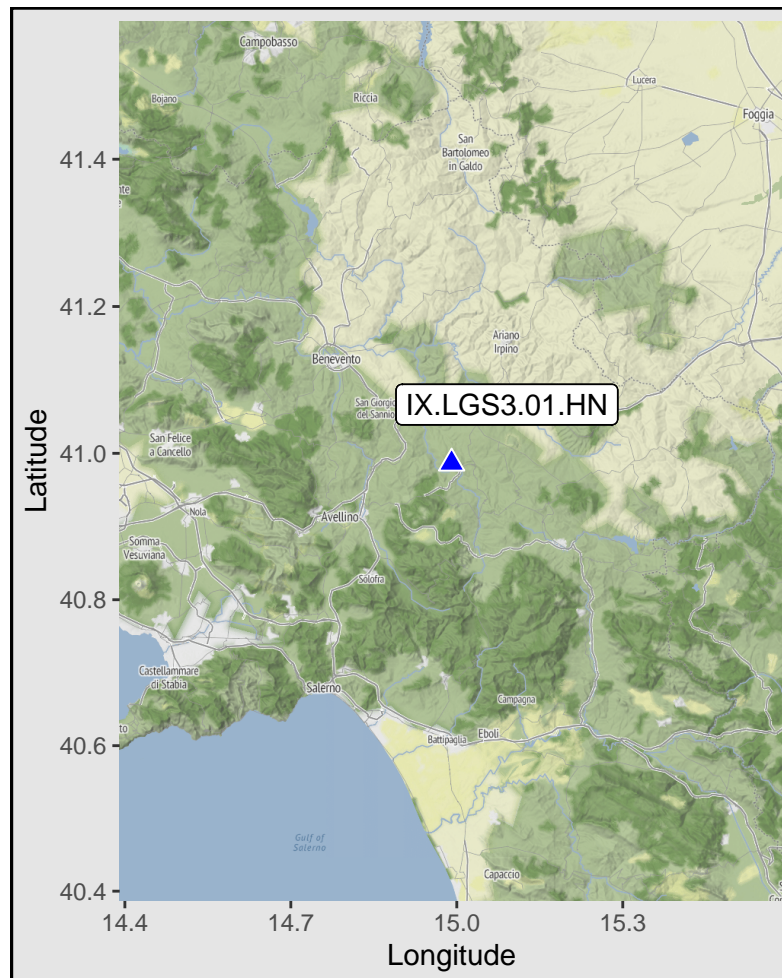 Campobasso
Lucera
Bojano
Riccia
Foggia
San
Bartolomeo
in Galdo
41.4
nte
41.2
Ariano
Irpino
Benevento
IX.LGS3.01.HN
San Giorgio
del Sannio
San Felice
a Cancello
41.0
Latitude
Nola
Avellino
Somma
Vesuviana
Solofra
40.8
Castellammare
di Stabia
Salerno
Campagna
to
Battipaglia
Eboli
40.6
Gulf of
Salerno
Capaccio
40.4
14.4
14.7
15.0
15.3
Longitude